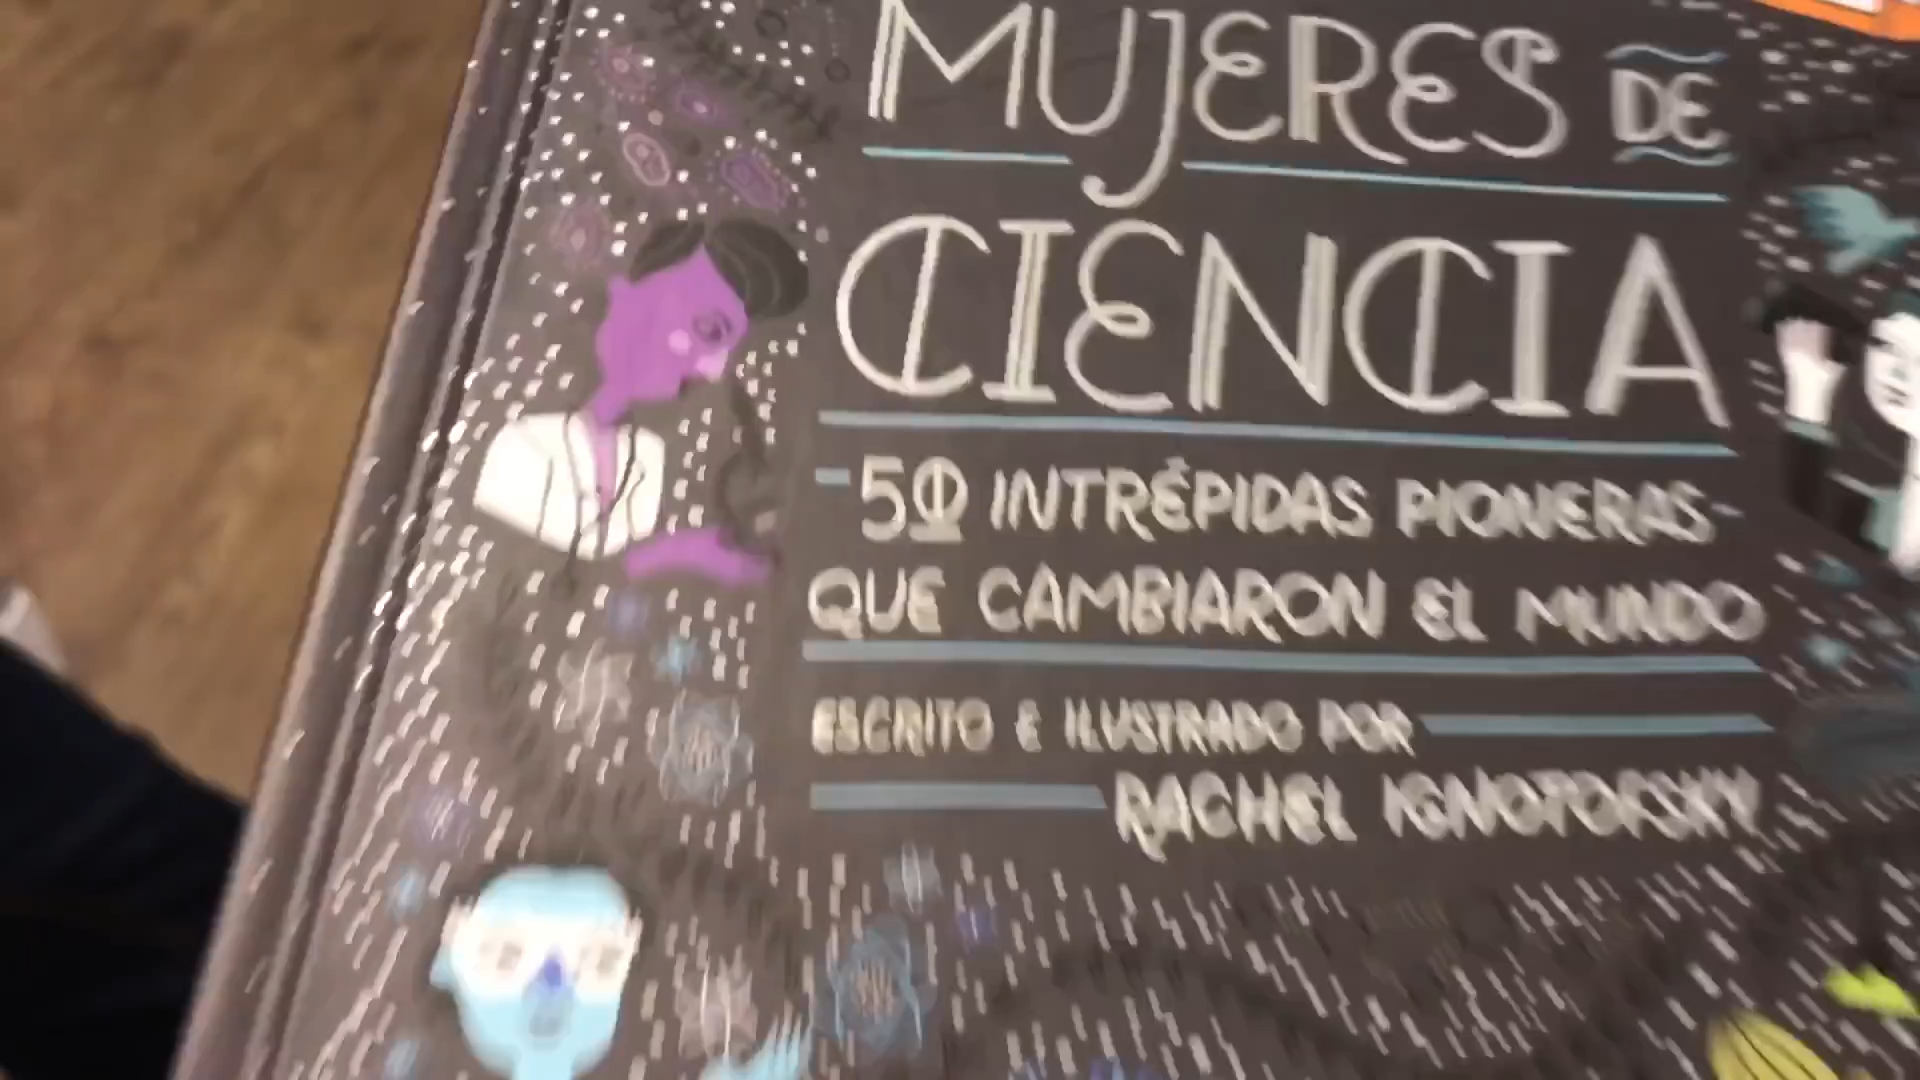 MUJERES DE
CIENCIA
50 INTRÉPIDAS PIONERAS
QUE CAMBIARON EL MUNDO
ESCRITO E ILUSTRADO POR
RACHEL IGNOTOFSKY